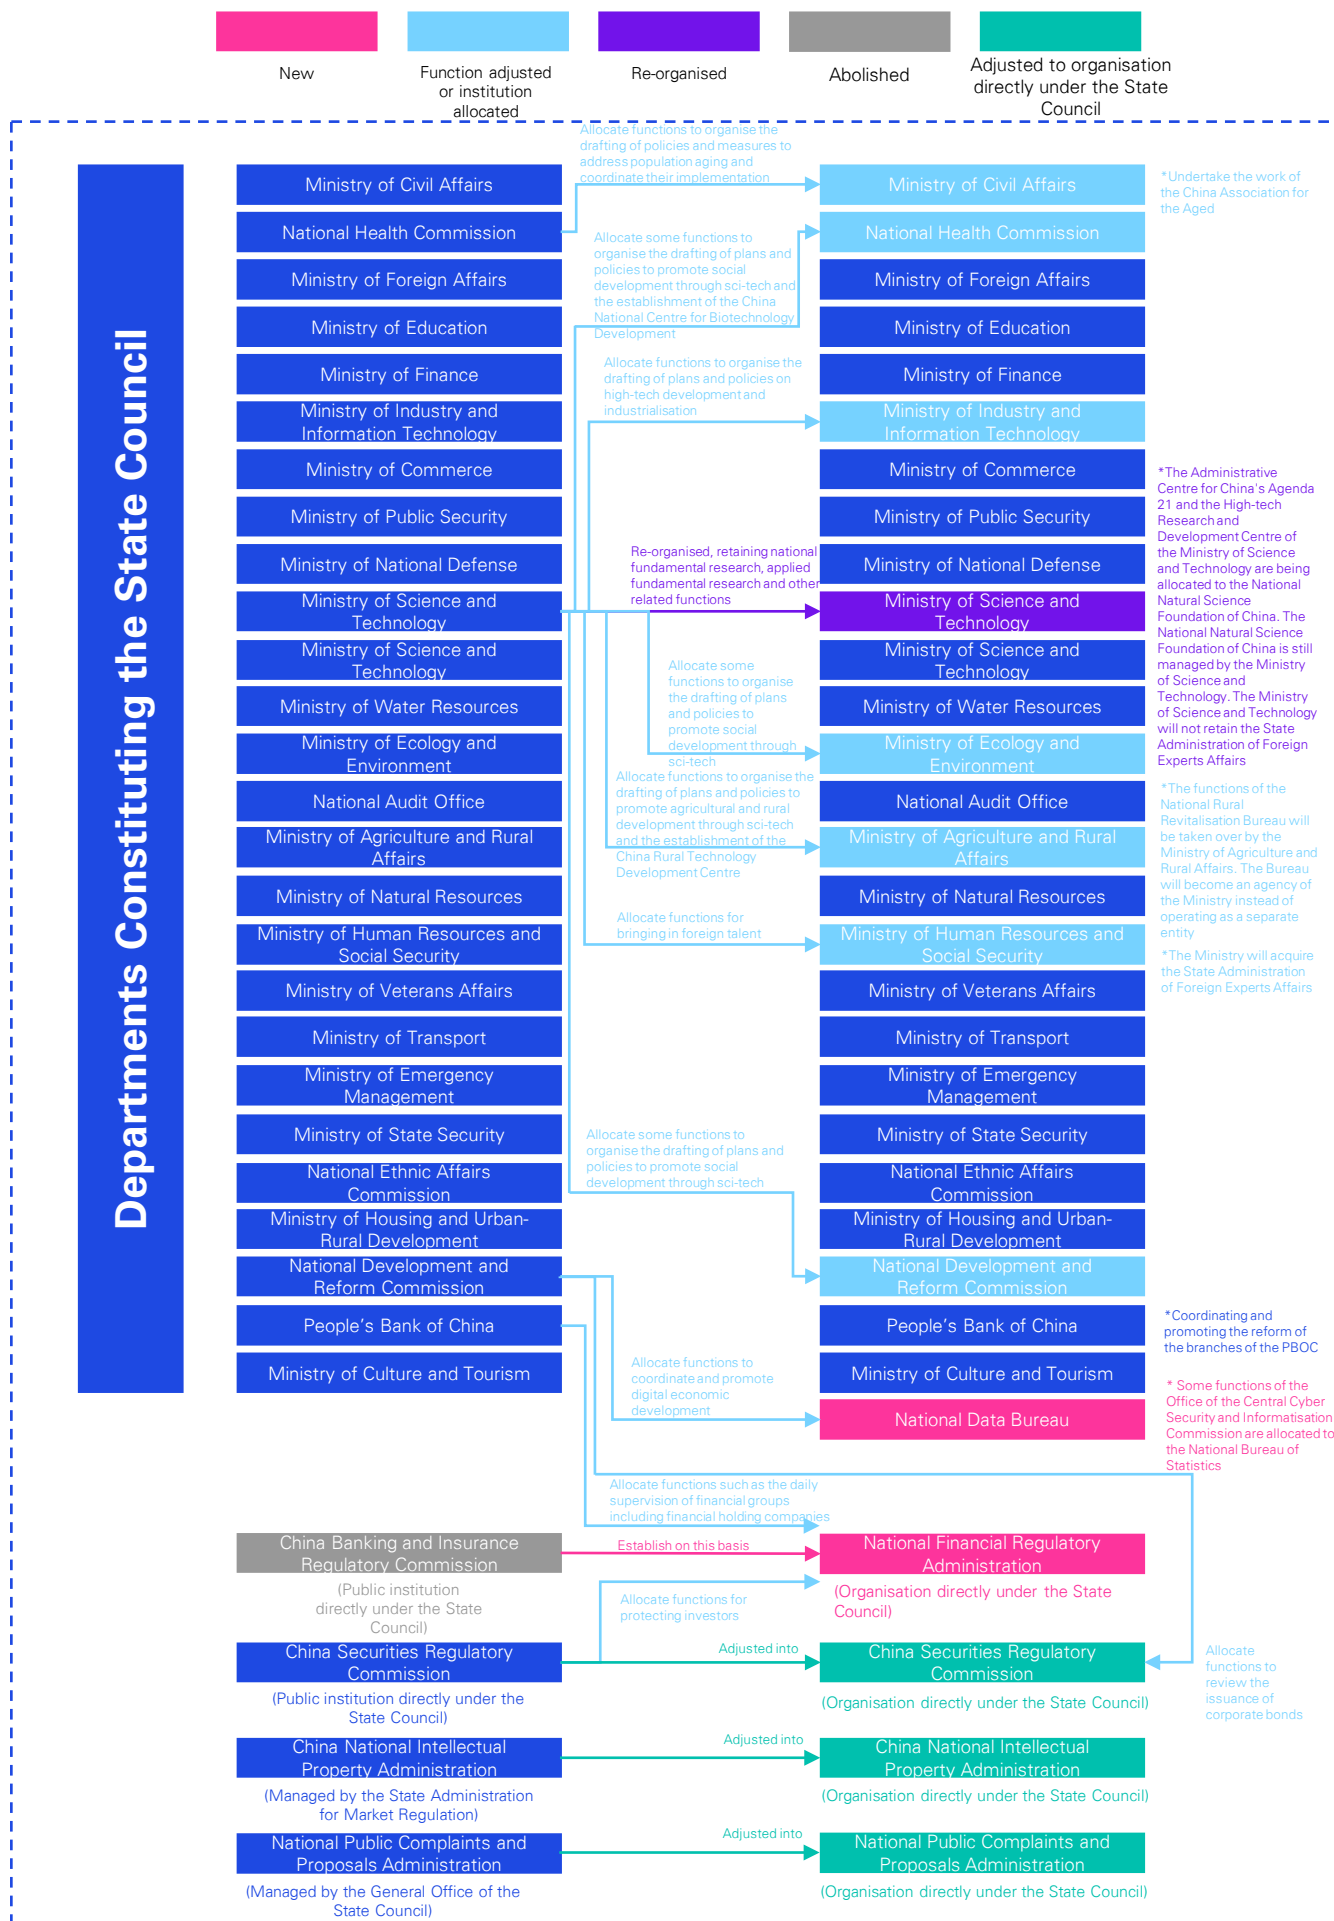 New
Function adjusted
or institution
allocated
Re-organised
Abolished
Adjusted to organisation
directly under the State
Council
Departments Constituting the State Council
Ministry of Civil Affairs
National Health Commission
Ministry of Foreign Affairs
Ministry of Education
Ministry of Finance
Ministry of Industry and
Information Technology
Ministry of Commerce
Ministry of Public Security
Ministry of National Defense
Ministry of Science and
Technology
Ministry of Science and
Technology
Ministry of Water Resources
Ministry of Ecology and
Environment
National Audit Office
Ministry of Agriculture and Rural
Affairs
Ministry of Natural Resources
Ministry of Human Resources and
Social Security
Ministry of Veterans Affairs
Ministry of Transport
Ministry of Emergency
Management
Ministry of State Security
National Ethnic Affairs
Commission
Ministry of Housing and Urban-
Rural Development
National Development and
Reform Commission
People's Bank of China
Ministry of Culture and Tourism
China Banking and Insurance
Regulatory Commission
(Public institution
directly under the State
Council)
China Securities Regulatory
Commission
(Public institution directly under the
State Council)
China National Intellectual
Property Administration
(Managed by the State Administration
for Market Regulation)
National Public Complaints and
Proposals Administration
(Managed by the General Office of the
State Council)
Allocate functions to organise the
drafting of policies and measures to
address population aging and
coordinate their implementation
Allocate some functions to
organise the drafting of plans and
policies to promote social
development through sci-tech and
the establishment of the China
National Centre for Biotechnology
Development
Allocate functions to organise the
drafting of plans and policies on
high-tech development and
industrialisation
Re-organised, retaining national
fundamental research, applied
fundamental research and other
related functions
Allocate some
functions to organise
the drafting of plans
and policies to
promote social
development through
sci-tech
Allocate functions to organise the
drafting of plans and policies to
promote agricultural and rural
development through sci-tech
and the establishment of the
China Rural Technology
Development Centre
Allocate functions for
bringing in foreign talent
Allocate some functions to
organise the drafting of plans and
policies to promote social
development through sci-tech
Allocate functions to
coordinate and promote
digital economic
development
Allocate functions such as the daily
supervision of financial groups
including financial holding companies
Establish on this basis
Allocate functions for
protecting investors
Adjusted into
Adjusted into
Adjusted into
Ministry of Civil Affairs
National Health Commission
Ministry of Foreign Affairs
Ministry of Education
Ministry of Finance
Ministry of Industry and
Information Technology
Ministry of Commerce
Ministry of Public Security
Ministry of National Defense
Ministry of Science and
Technology
Ministry of Science and
Technology
Ministry of Water Resources
Ministry of Ecology and
Environment
National Audit Office
Ministry of Agriculture and Rural
Affairs
Ministry of Natural Resources
Ministry of Human Resources and
Social Security
Ministry of Veterans Affairs
Ministry of Transport
Ministry of Emergency
Management
Ministry of State Security
National Ethnic Affairs
Commission
Ministry of Housing and Urban-
Rural Development
National Development and
Reform Commission
People's Bank of China
Ministry of Culture and Tourism
National Data Bureau
National Financial Regulatory
Administration
(Organisation directly under the State
Council)
China Securities Regulatory
Commission
(Organisation directly under the State Council)
China National Intellectual
Property Administration
(Organisation directly under the State Council)
National Public Complaints and
Proposals Administration
(Organisation directly under the State Council)
*Undertake the work of
the China Association for
the Aged
*The Administrative
Centre for China's Agenda
21 and the High-tech
Research and
Development Centre of
the Ministry of Science
and Technology are being
allocated to the National
Natural Science
Foundation of China. The
National Natural Science
Foundation of China is still
managed by the Ministry
of Science and
Technology. The Ministry
of Science and Technology
will not retain the State
Administration of Foreign
Experts Affairs
*The functions of the
National Rural
Revitalisation Bureau will
be taken over by the
Ministry of Agriculture and
Rural Affairs. The Bureau
will become an agency of
the Ministry instead of
operating as a separate
entity
*The Ministry will acquire
the State Administration
of Foreign Experts Affairs
*Coordinating and
promoting the reform of
the branches of the PBOC
* Some functions of the
Office of the Central Cyber
Security and Informatisation
Commission are allocated to
the National Bureau of
Statistics
Allocate
functions to
review the
issuance of
corporate bonds